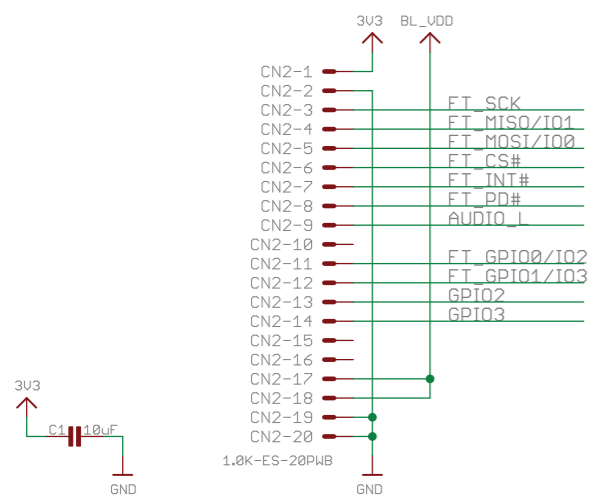 3V3 BL_VDD
CN2-1
CN2-2
CN2-3 FT_SCK
CN2-4 FT_MISO/IO1
CN2-5 FT_MOSI/IO0
CN2-6 FT_CS#
CN2-7 FT_INT#
CN2-8 FT_PD#
CN2-9 AUDIO_L
CN2-10
CN2-11 FT_GPIO0/IO2
CN2-12 FT_GPIO1/IO3
CN2-13 GPIO2
CN2-14 GPIO3
CN2-15
CN2-16
CN2-17
3V3
CN2-18
CN2-19
C1 10uF
CN2-20
1.0K-ES-20PWB
GND GND